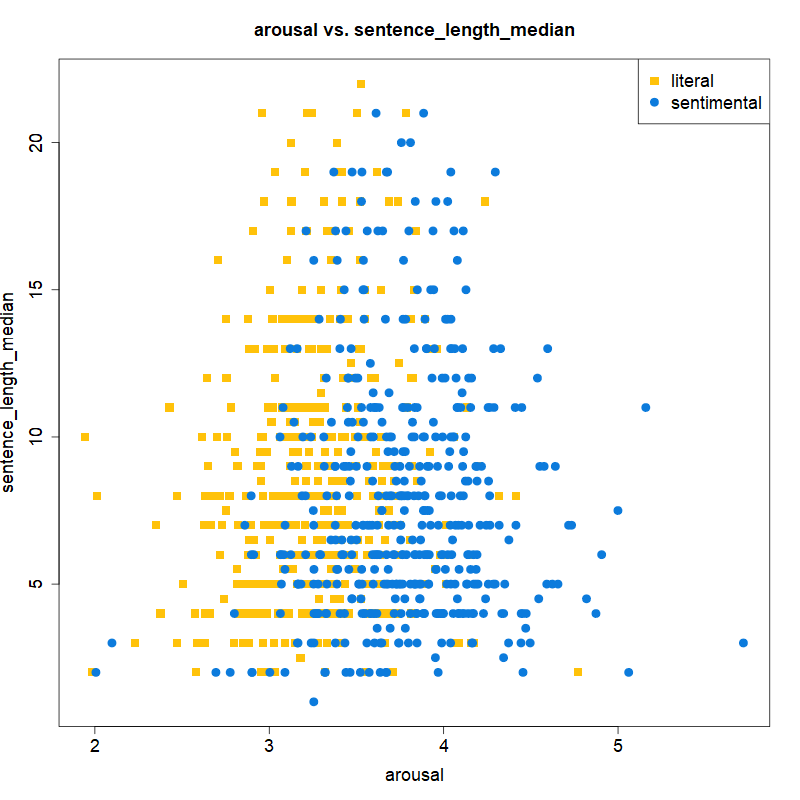 arousal vs. sentence_length_median
literal
sentimental
sentence_length_median
20
15
10
5
2 3 4 5
arousal